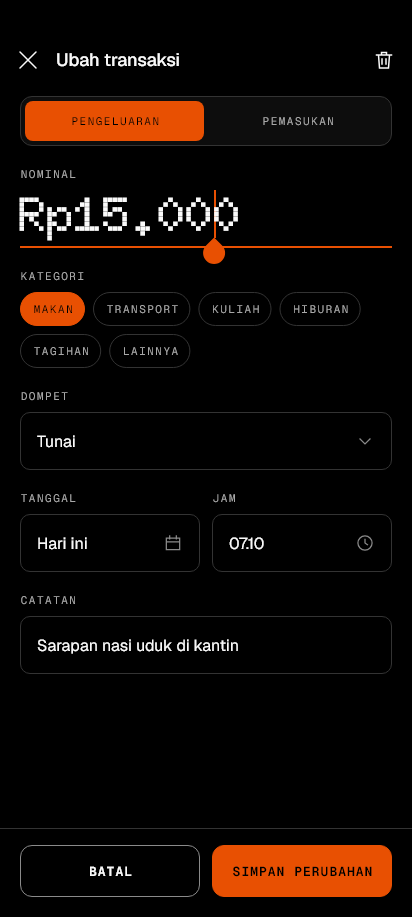 Ubah transaksi
PENGELUARAN PEMASUKAN
NOMINAL
Rp15.000
KATEGORI
MAKAN TRANSPORT KULIAH HIBURAN
TAGIHAN LAINNYA
DOMPET
Tunai
TANGGAL JAM
Hari ini 07.10
CATATAN
Sarapan nasi uduk di kantin
BATAL SIMPAN PERUBAHAN